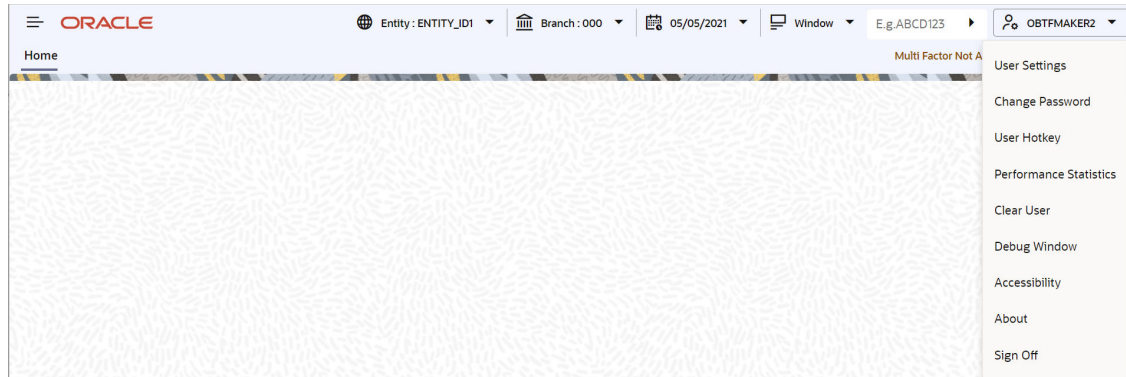 ORACLE Entity : ENTITY_ID1 Branch : 000 05/05/2021 Window E.g.ABCD123 OBTFMAKER2
Home Multi Factor Not A
User Settings
Change Password
User Hotkey
Performance Statistics
Clear User
Debug Window
Accessibility
About
Sign Off